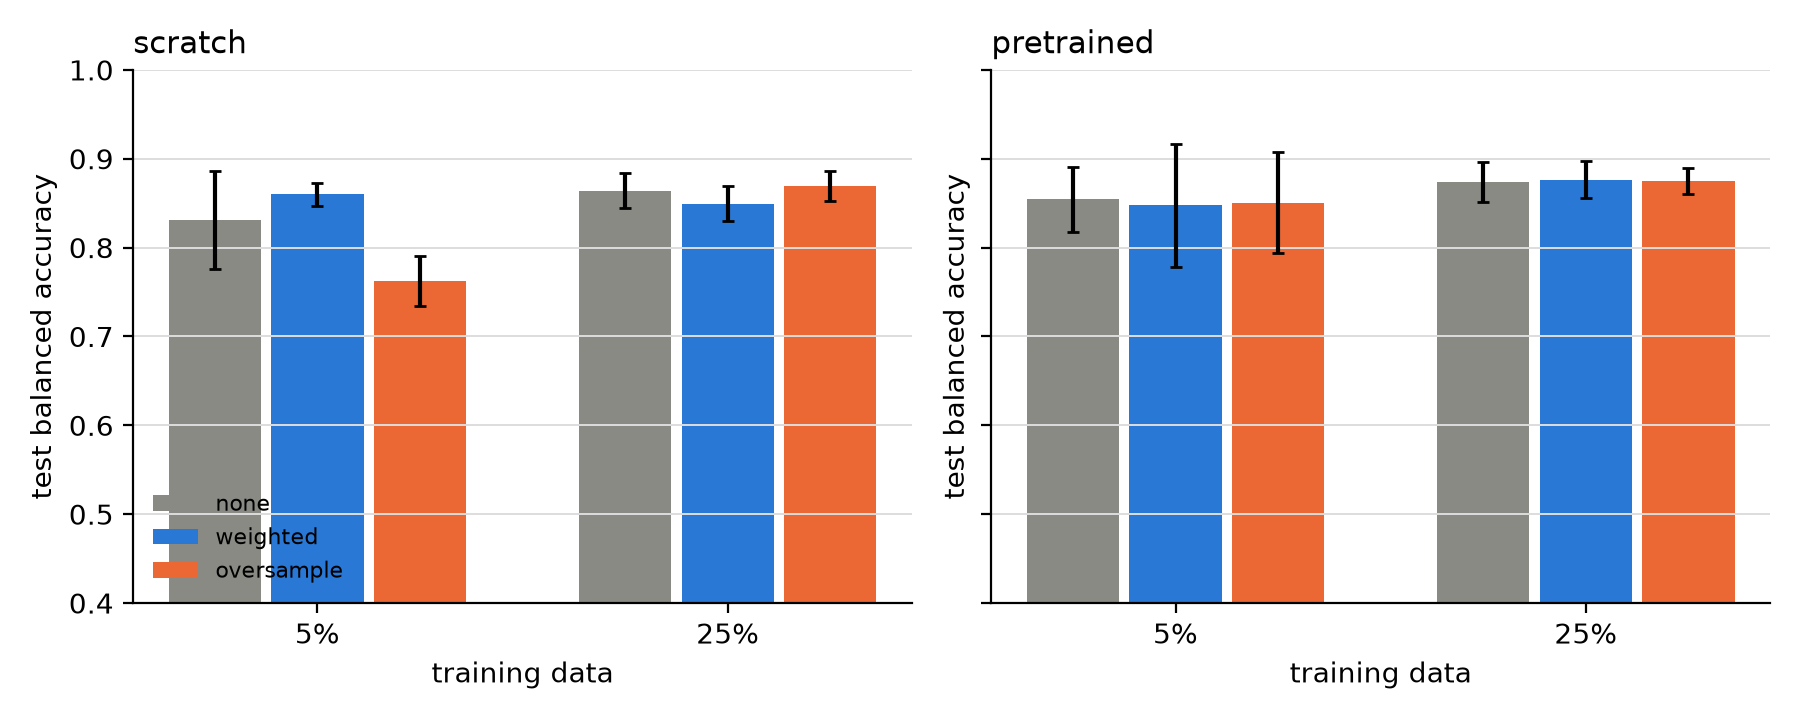 scratch
1.0
0.9
0.8
0.7
0.6
0.5
0.4
test balanced accuracy
none
weighted
oversample
5%
25%
training data
pretrained
test balanced accuracy
5%
25%
training data